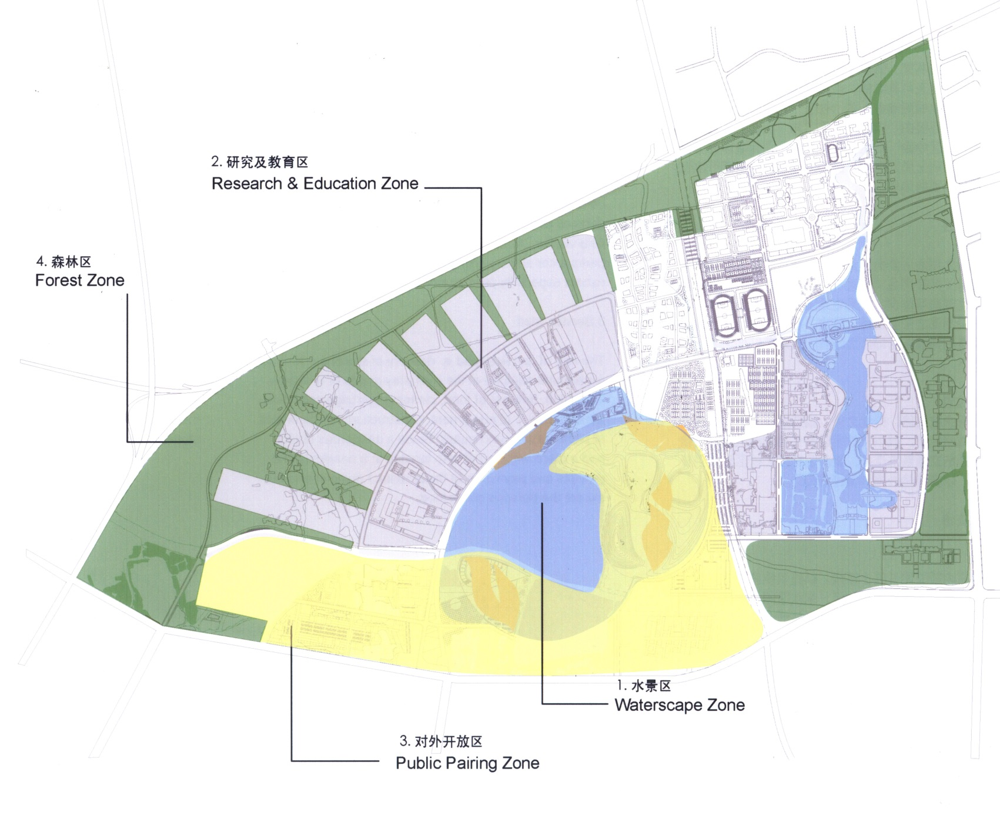 2. 研究及教育区
Research & Education Zone
4. 森林区
Forest Zone
1. 水景区
Waterscape Zone
3. 对外开放区
Public Pairing Zone